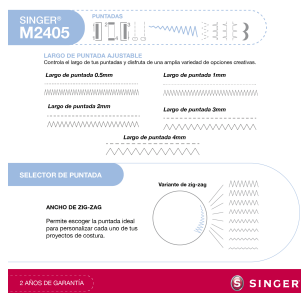 SINGER®
M2405
PUNTADAS
LARGO DE PUNTADA AJUSTABLE
Controla el largo de tus puntadas y disfruta de una amplia variedad de opciones creativas.
Largo de puntada 0.5mm
Largo de puntada 1mm
Largo de puntada 2mm
Largo de puntada 3mm
Largo de puntada 4mm
SELECTOR DE PUNTADA
Variante de zig-zag
ANCHO DE ZIG-ZAG
Permite escoger la puntada ideal
para personalizar cada uno de tus
proyectos de costura.
2 AÑOS DE GARANTÍA
SINGER